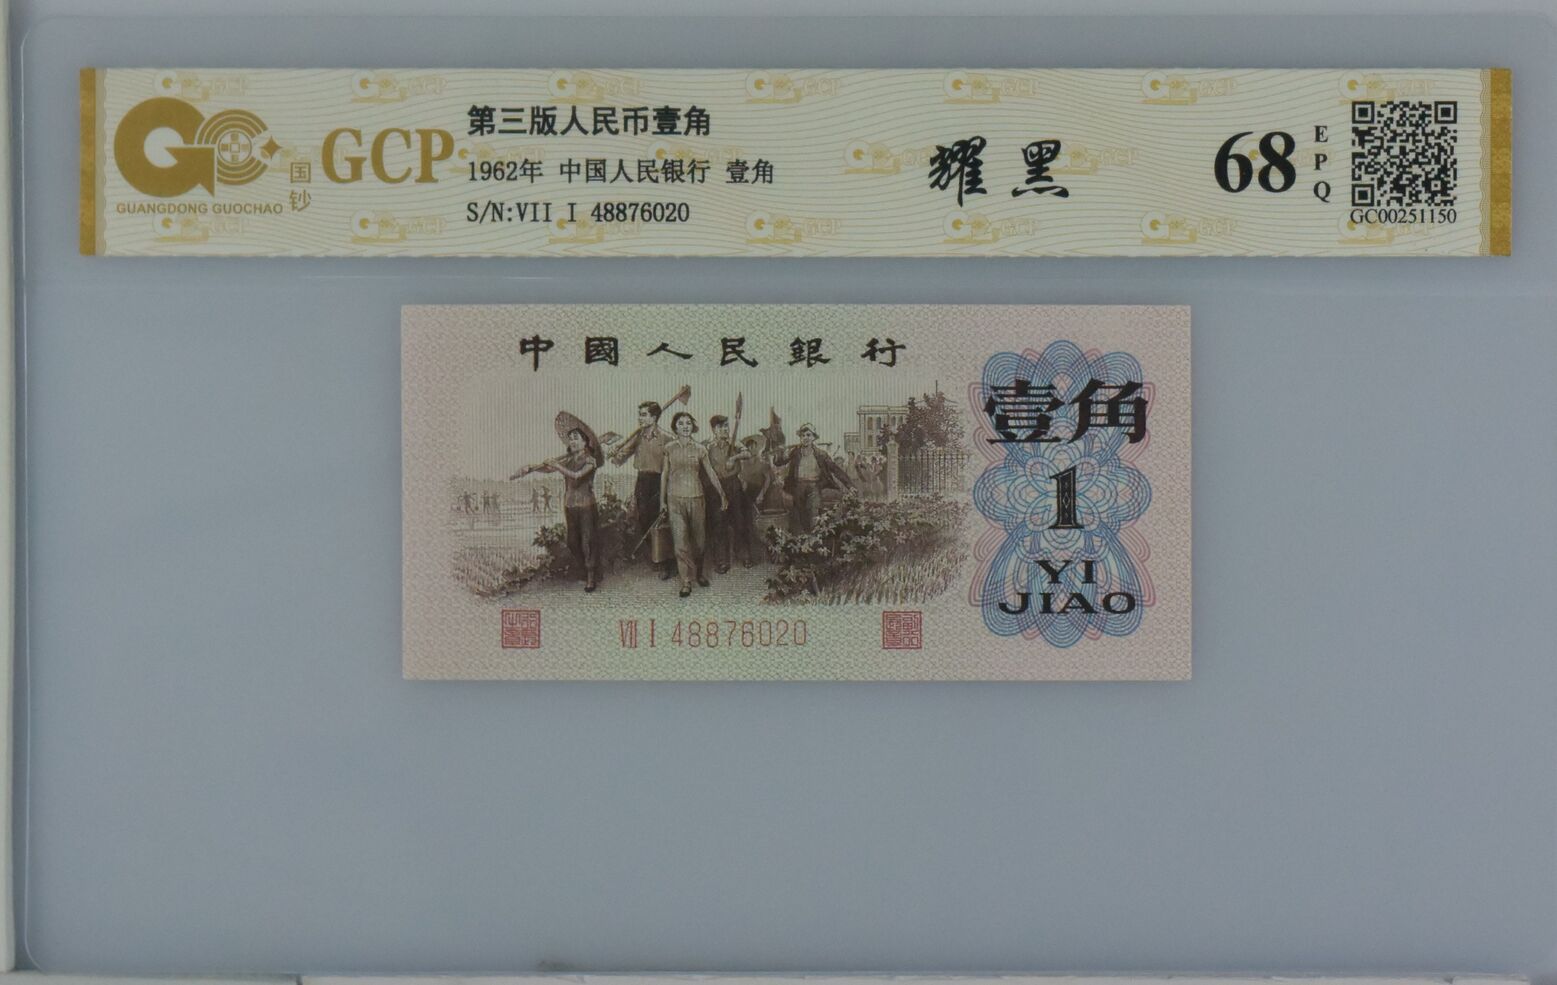 GCP
国钞
GUANGDONG GUOCHAO
第三版人民币壹角
1962年 中国人民银行 壹角
S/N:VII I 48876020
耀黑
68
EPQ
GC00251150
中國人民銀行
壹角
1
YI
JIAO
VII I 48876020